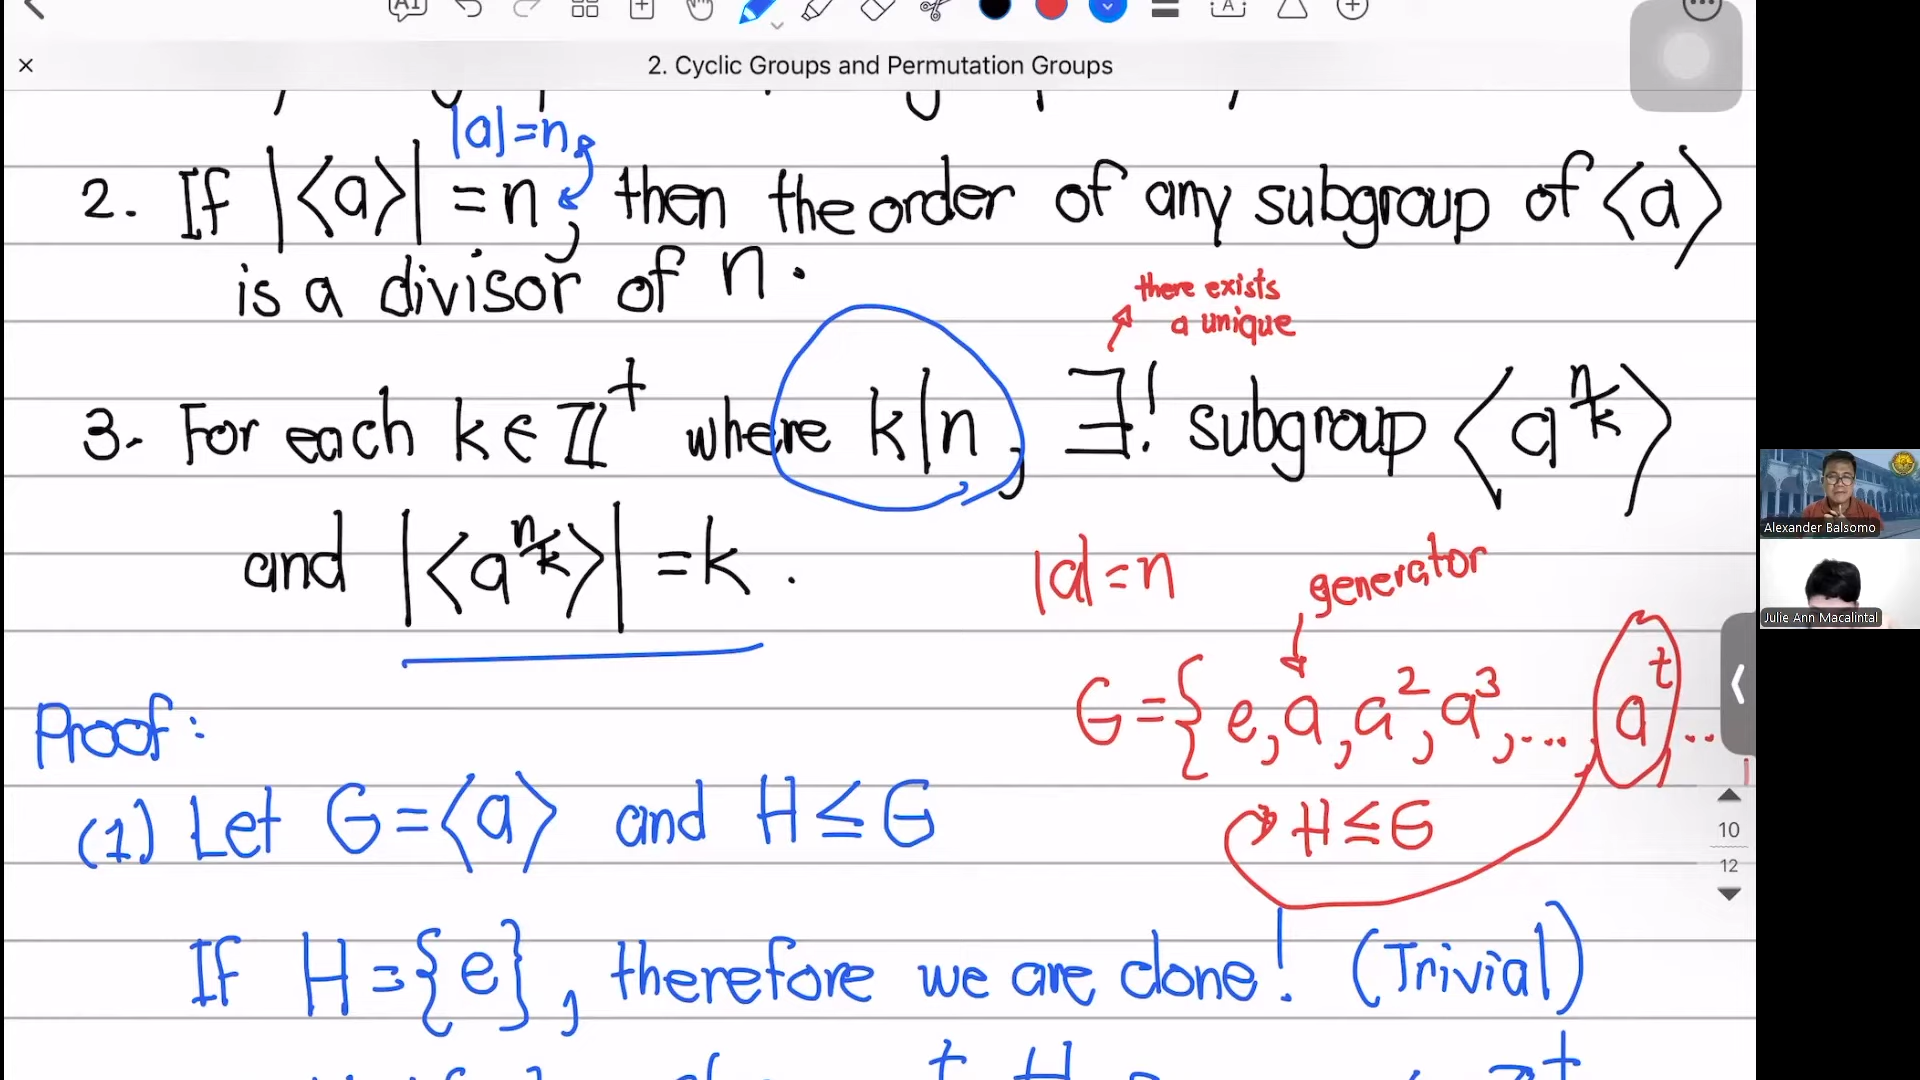 2. Cyclic Groups and Permutation Groups
|a|=n
2. If |⟨a⟩| = n, then the order of any subgroup of ⟨a⟩
is a divisor of n.
there exists
a unique
3. For each k∈ℤ⁺ where k|n, ∃! subgroup ⟨a^{n/k}⟩
and |⟨a^{n/k}⟩| = k.
|a|=n
generator
G={e, a, a², a³, ... a^t, ..
H≤G
Proof:
(1) Let G=⟨a⟩ and H≤G
If H={e}, therefore we are done! (Trivial)
10
12
Alexander Balsomo
Julie Ann Macalintal